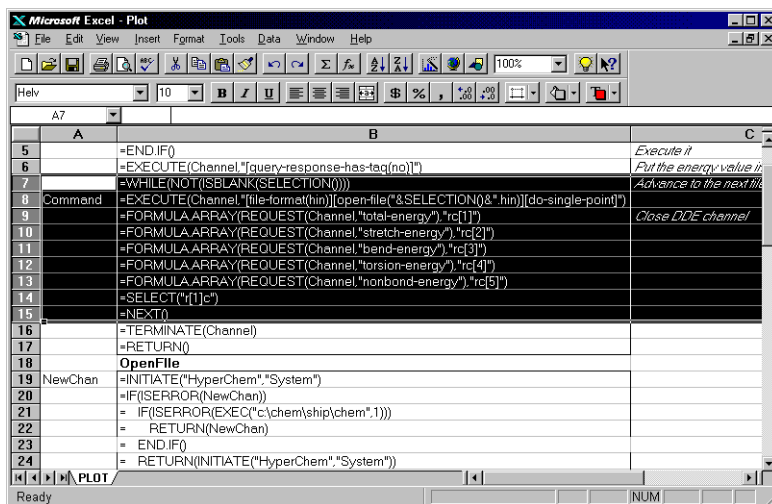 Microsoft Excel - Plot
File Edit View Insert Format Tools Data Window Help
100%
Helv 10 B I U $ % ,
A7
A B C
5 =END.IF() Execute it
6 =EXECUTE(Channel,"[query-response-has-tag(no)]") Put the energy value in
7 =WHILE(NOT(ISBLANK(SELECTION()))) Advance to the next file
8 Command =EXECUTE(Channel,"[file-format(hin)][open-file("&SELECTION()&".hin)][do-single-point]")
9 =FORMULA.ARRAY(REQUEST(Channel,"total-energy"),"rc[1]") Close DDE channel
10 =FORMULA.ARRAY(REQUEST(Channel,"stretch-energy"),"rc[2]")
11 =FORMULA.ARRAY(REQUEST(Channel,"bend-energy"),"rc[3]")
12 =FORMULA.ARRAY(REQUEST(Channel,"torsion-energy"),"rc[4]")
13 =FORMULA.ARRAY(REQUEST(Channel,"nonbond-energy"),"rc[5]")
14 =SELECT("r[1]c")
15 =NEXT()
16 =TERMINATE(Channel)
17 =RETURN()
18 OpenFIle
19 NewChan =INITIATE("HyperChem","System")
20 =IF(ISERROR(NewChan))
21 = IF(ISERROR(EXEC("c:\chem\ship\chem",1)))
22 = RETURN(NewChan)
23 = END.IF()
24 = RETURN(INITIATE("HyperChem","System"))
PLOT
Ready NUM